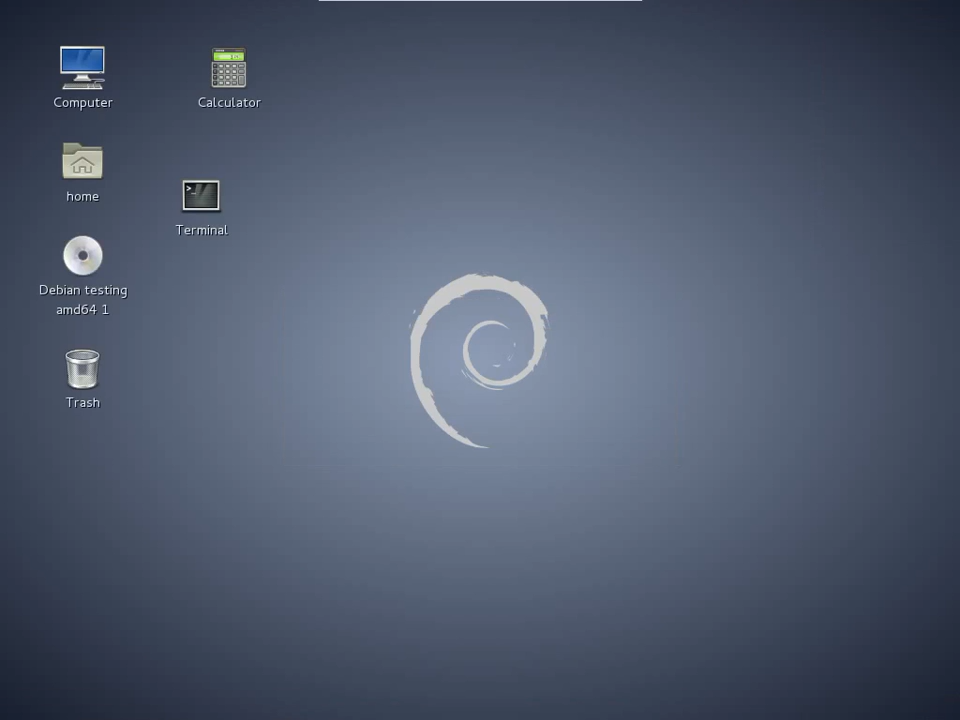 Computer
Calculator
home
Terminal
Debian testing
amd64 1
Trash